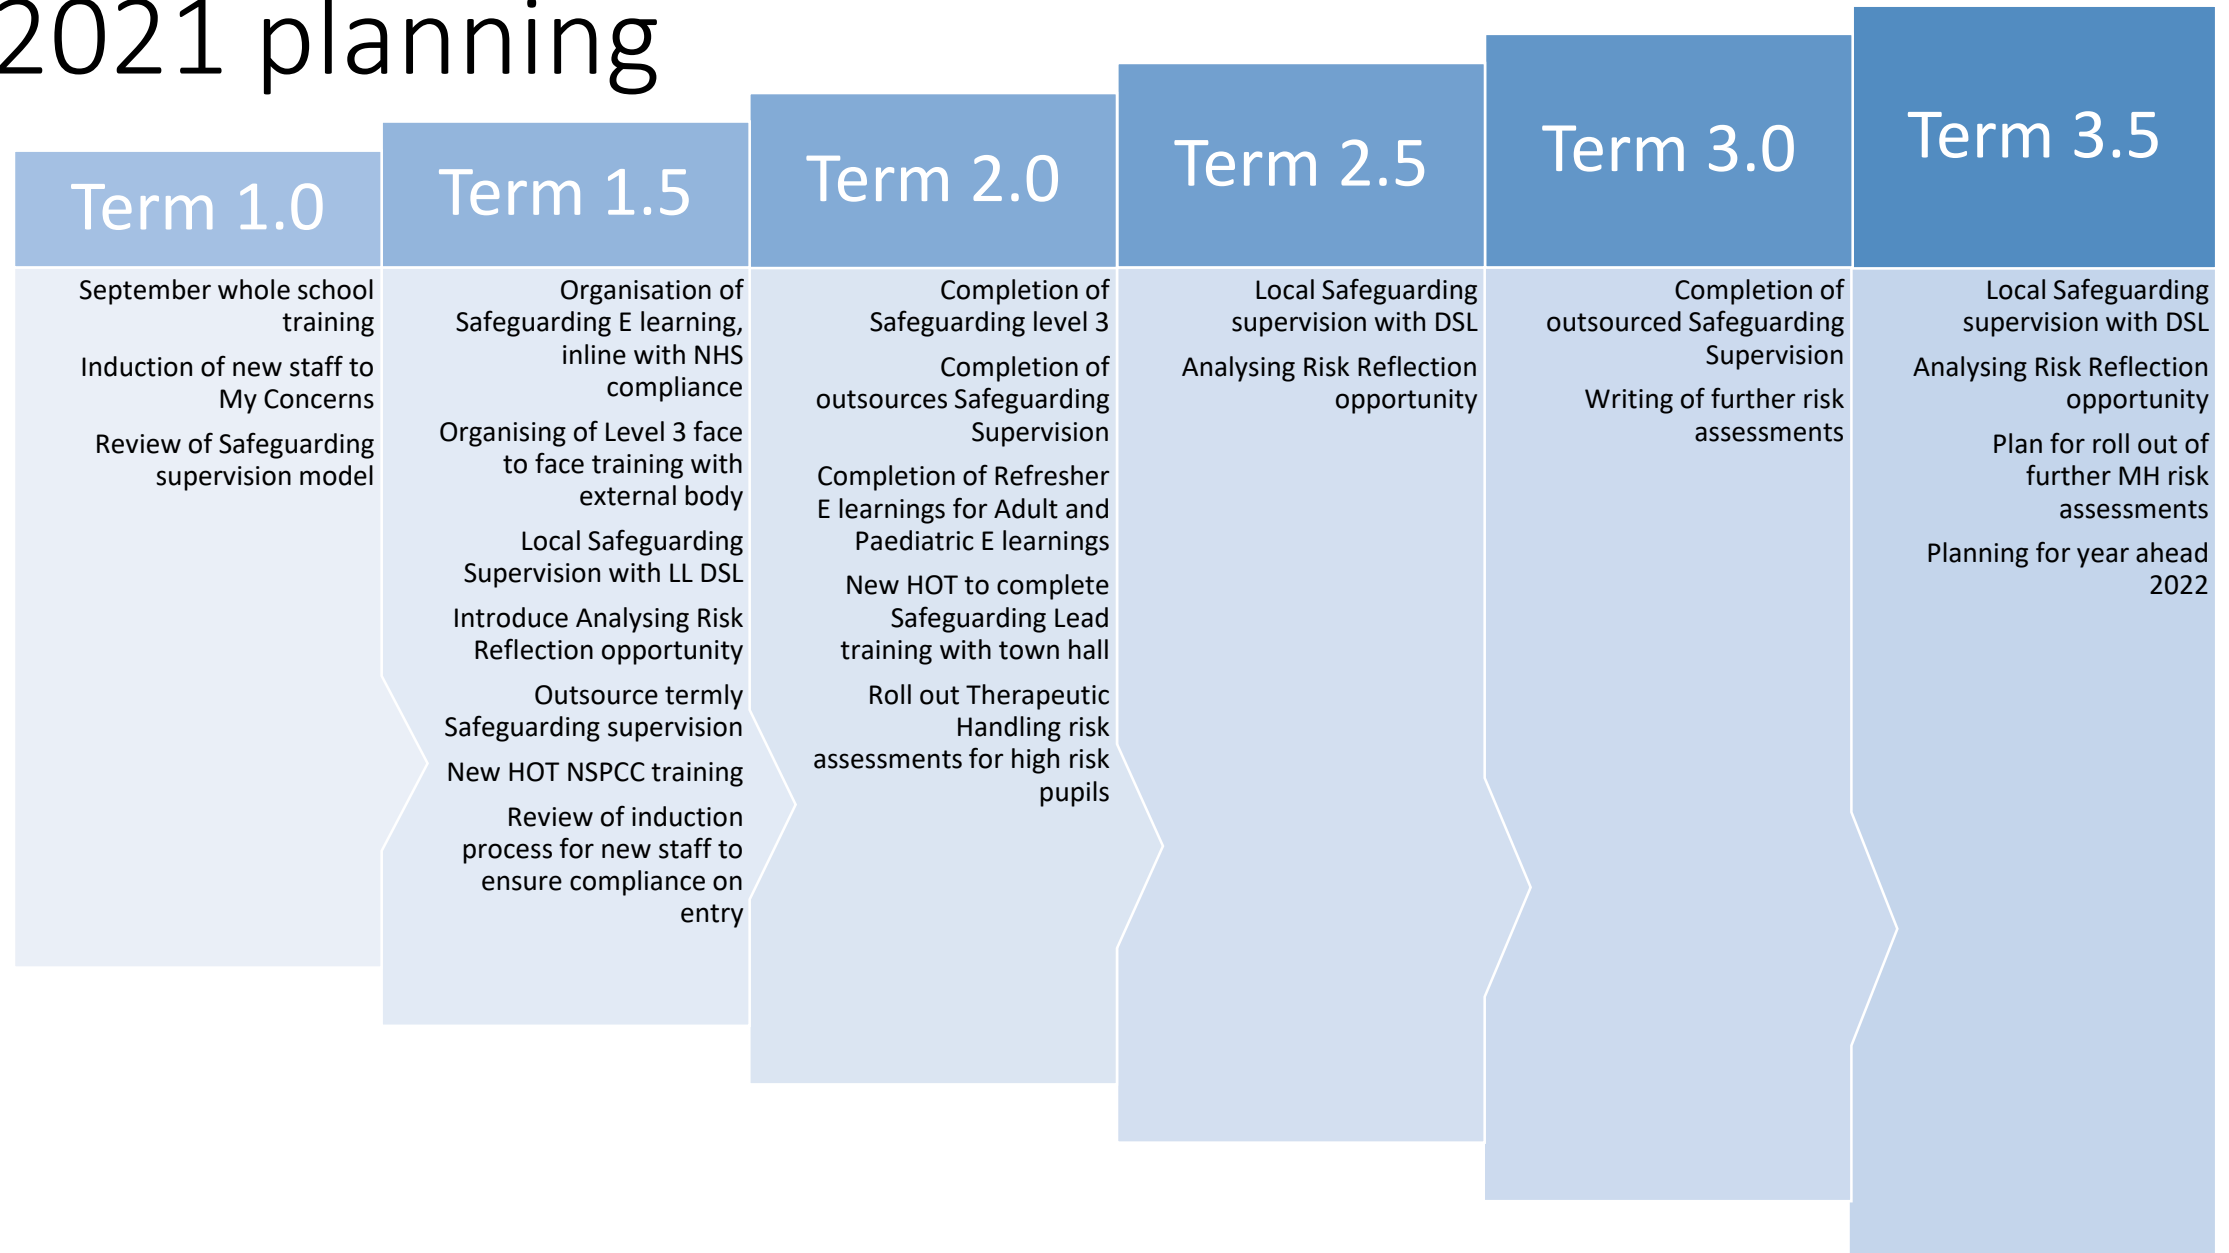 2021 planning
Term 1.0
September whole school
training
Induction of new staff to
My Concerns
Review of Safeguarding
supervision model
Term 1.5
Organisation of
Safeguarding E learning,
inline with NHS
compliance
Organising of Level 3 face
to face training with
external body
Local Safeguarding
Supervision with LL DSL
Introduce Analysing Risk
Reflection opportunity
Outsource termly
Safeguarding supervision
New HOT NSPCC training
Review of induction
process for new staff to
ensure compliance on
entry
Term 2.0
Completion of
Safeguarding level 3
Completion of
outsources Safeguarding
Supervision
Completion of Refresher
E learnings for Adult and
Paediatric E learnings
New HOT to complete
Safeguarding Lead
training with town hall
Roll out Therapeutic
Handling risk
assessments for high risk
pupils
Term 2.5
Local Safeguarding
supervision with DSL
Analysing Risk Reflection
opportunity
Term 3.0
Completion of
outsourced Safeguarding
Supervision
Writing of further risk
assessments
Term 3.5
Local Safeguarding
supervision with DSL
Analysing Risk Reflection
opportunity
Plan for roll out of
further MH risk
assessments
Planning for year ahead
2022